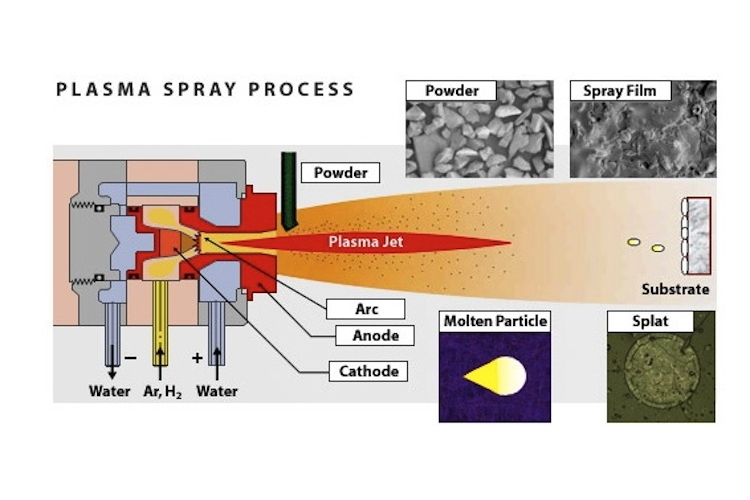 PLASMA SPRAY PROCESS
Powder
Spray Film
Powder
Plasma Jet
Substrate
Arc
Anode
Cathode
Molten Particle
Splat
− +
Water Ar, H₂ Water